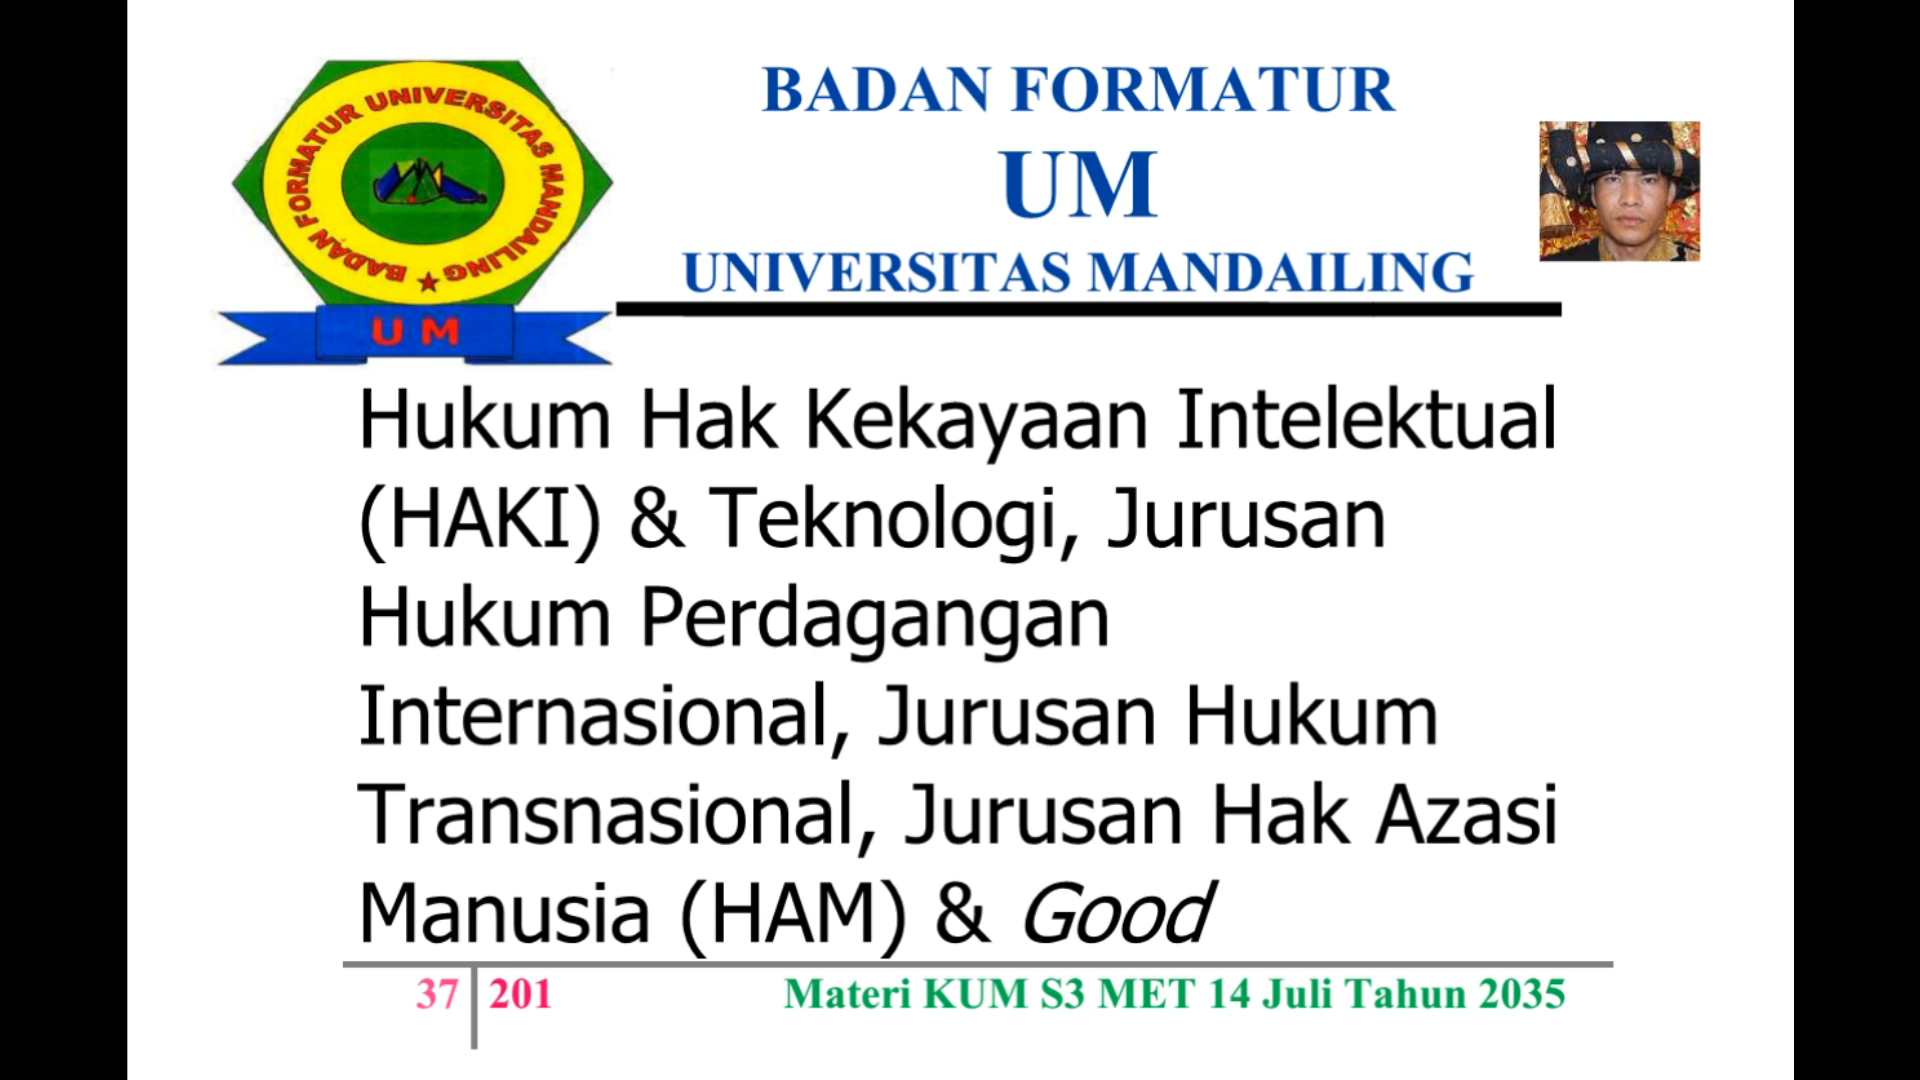 BADAN FORMATUR UNIVERSITAS MANDAILING
U M
BADAN FORMATUR
UM
UNIVERSITAS MANDAILING
Hukum Hak Kekayaan Intelektual
(HAKI) & Teknologi, Jurusan
Hukum Perdagangan
Internasional, Jurusan Hukum
Transnasional, Jurusan Hak Azasi
Manusia (HAM) & Good
37 201 Materi KUM S3 MET 14 Juli Tahun 2035